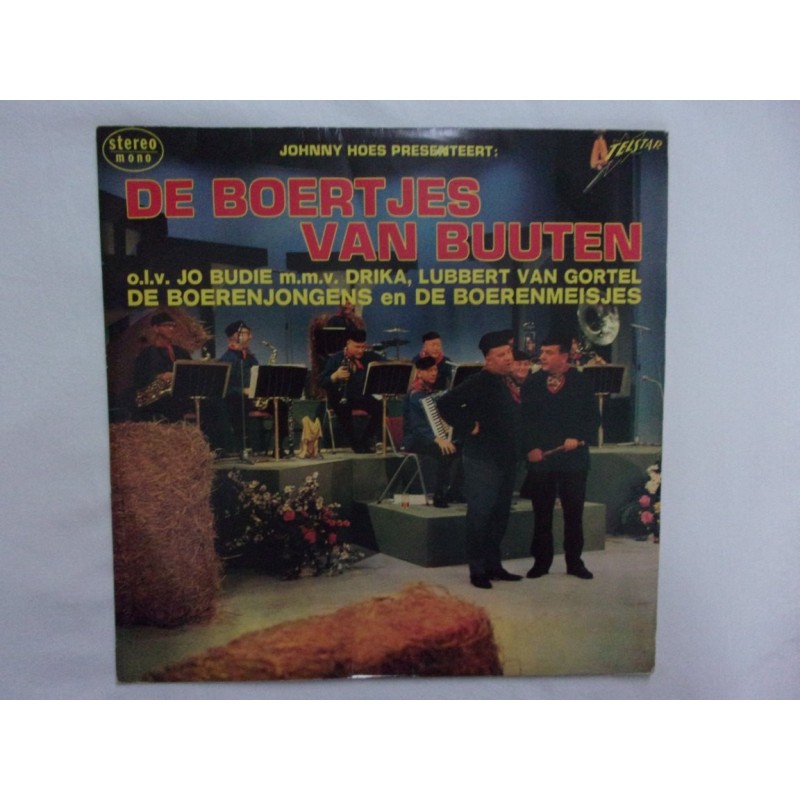 stereo
mono
JOHNNY HOES PRESENTEERT:
TELSTAR
DE BOERTJES
VAN BUUTEN
o.l.v. JO BUDIE m.m.v. DRIKA, LUBBERT VAN GORTEL
DE BOERENJONGENS en DE BOERENMEISJES